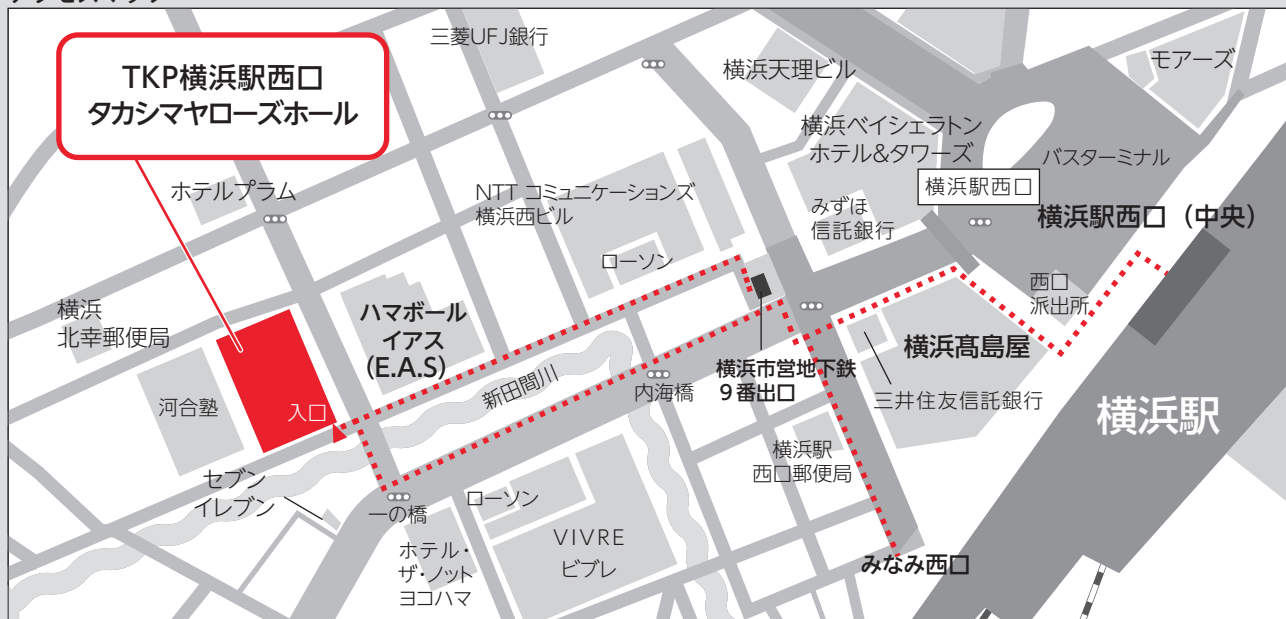 三菱UFJ銀行
モアーズ
TKP横浜駅西口
タカシマヤローズホール
横浜天理ビル
横浜ベイシェラトン
ホテル&タワーズ
バスターミナル
横浜駅西口
ホテルプラム
NTT コミュニケーションズ
横浜西ビル
みずほ
信託銀行
横浜駅西口（中央）
ローソン
西口
派出所
横浜
北幸郵便局
ハマボール
イアス
(E.A.S)
横浜髙島屋
横浜市営地下鉄
９番出口
新田間川
内海橋
三井住友信託銀行
河合塾
入口
横浜駅
横浜駅
西口郵便局
セブン
イレブン
一の橋
ローソン
VIVRE
ビブレ
ホテル・
ザ・ノット
ヨコハマ
みなみ西口